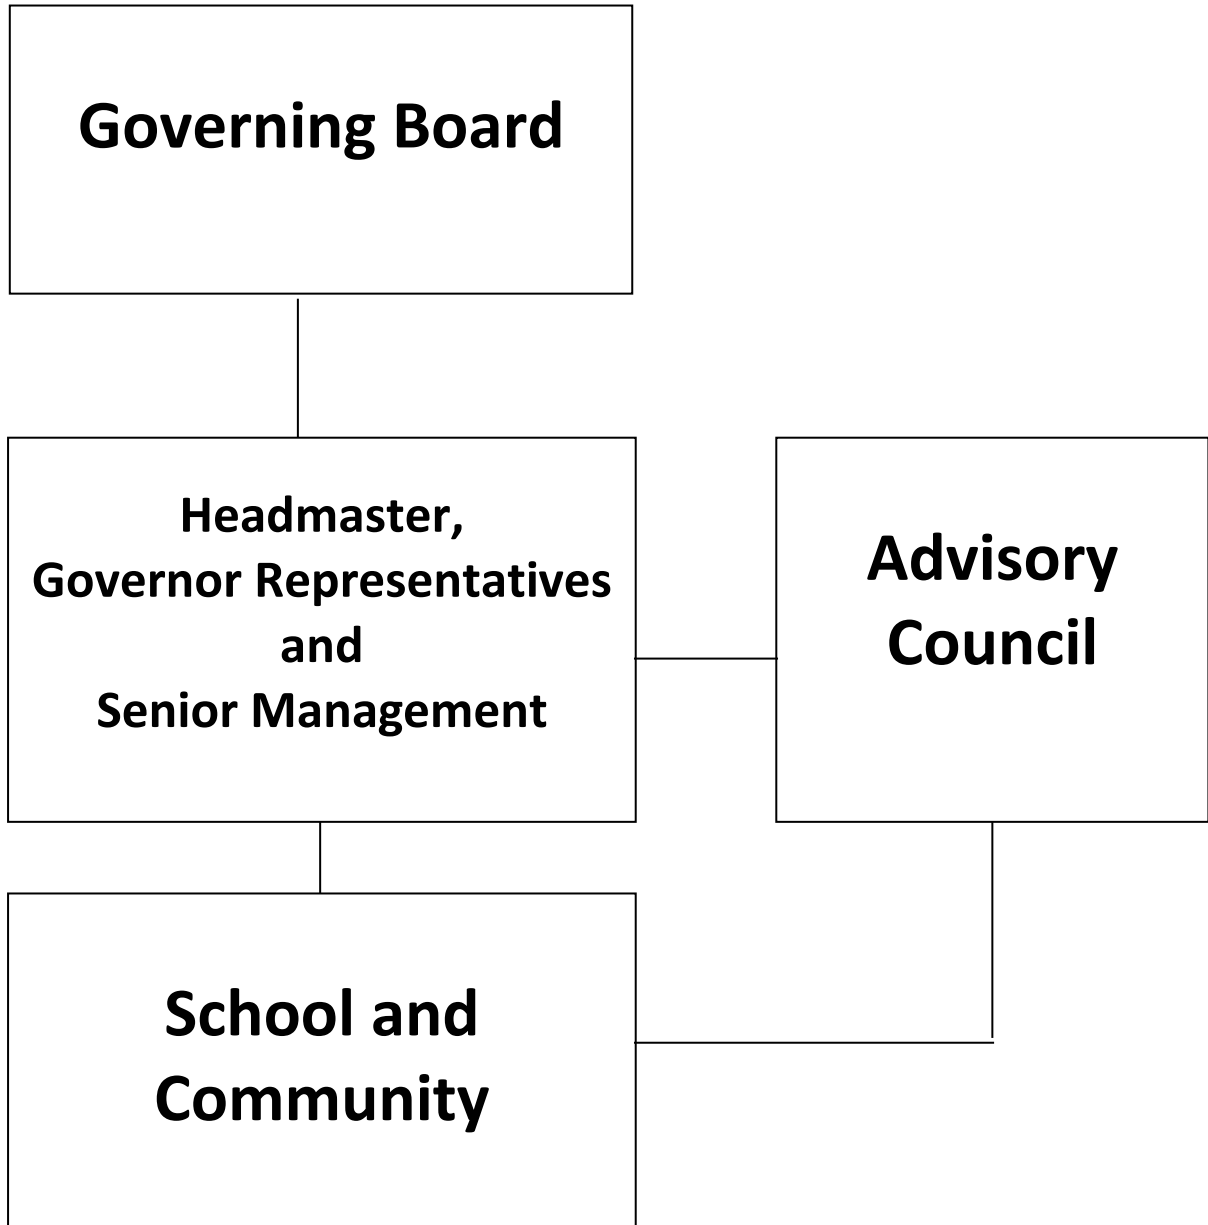 Governing Board
Headmaster,
Governor Representatives
and
Senior Management
Advisory
Council
School and
Community